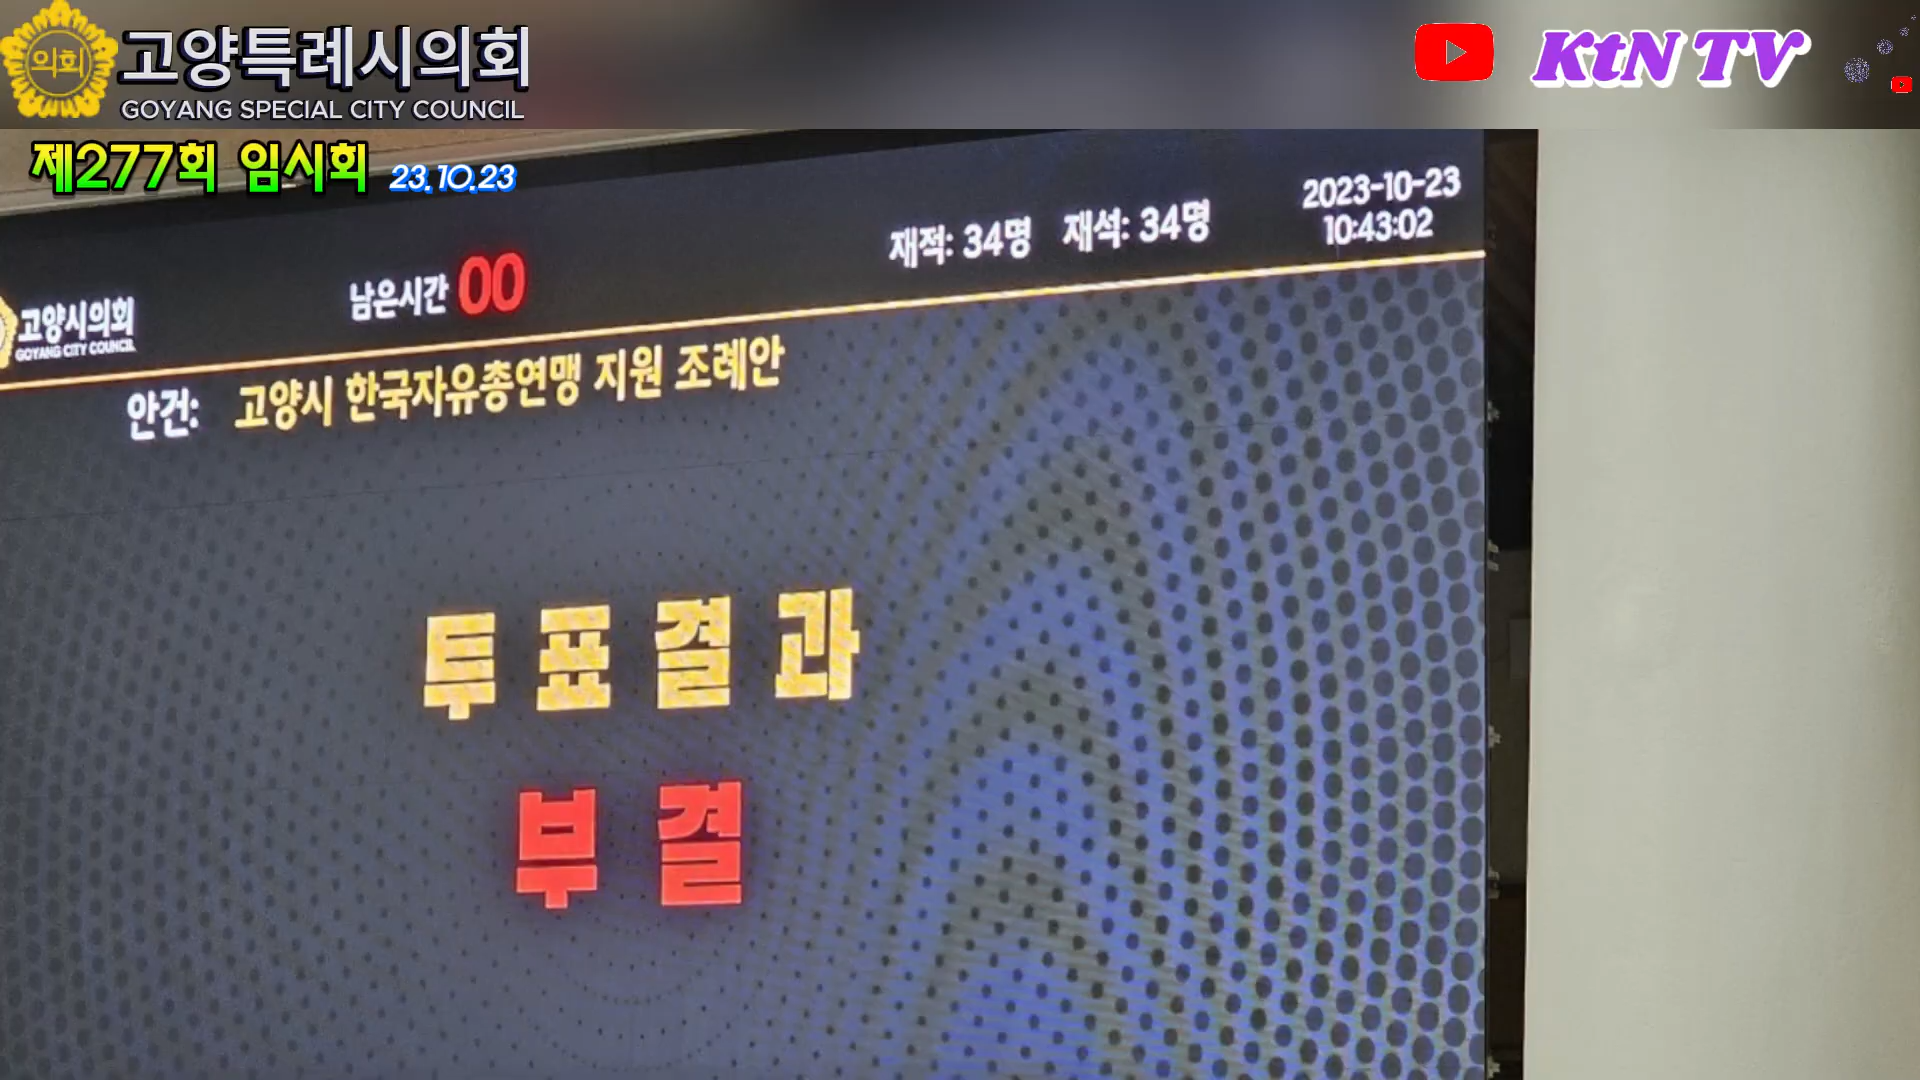 의회
고양특례시의회
GOYANG SPECIAL CITY COUNCIL
KtN TV
제277회 임시회 23.10.23
2023-10-23
10:43:02
재적: 34명 재석: 34명
남은시간 00
고양시의회
GOYANG CITY COUNCIL
안건: 고양시 한국자유총연맹 지원 조례안
투표결과
부결